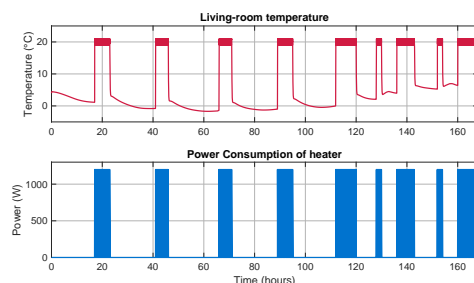 Living-room temperature
Temperature (°C)
20
10
0
0 20 40 60 80 100 120 140 160
Power Consumption of heater
Power (W)
1000
500
0
0 20 40 60 80 100 120 140 160
Time (hours)